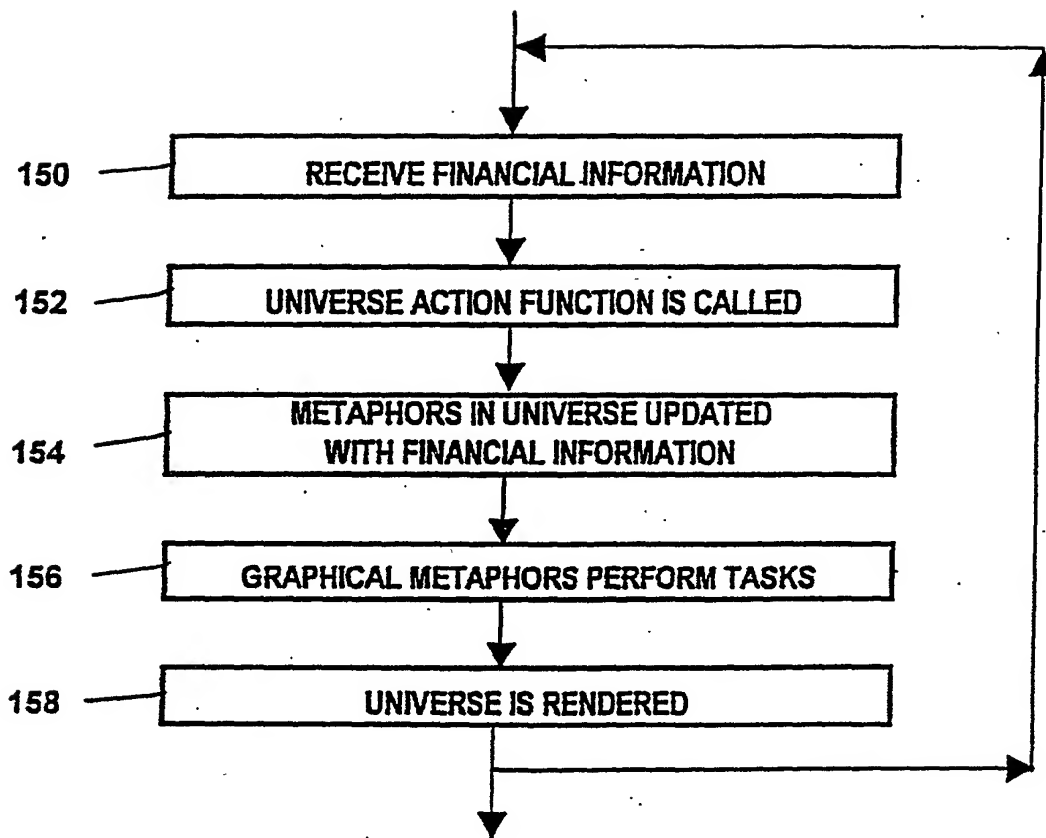 150
RECEIVE FINANCIAL INFORMATION
152
UNIVERSE ACTION FUNCTION IS CALLED
154
METAPHORS IN UNIVERSE UPDATED
WITH FINANCIAL INFORMATION
156
GRAPHICAL METAPHORS PERFORM TASKS
158
UNIVERSE IS RENDERED